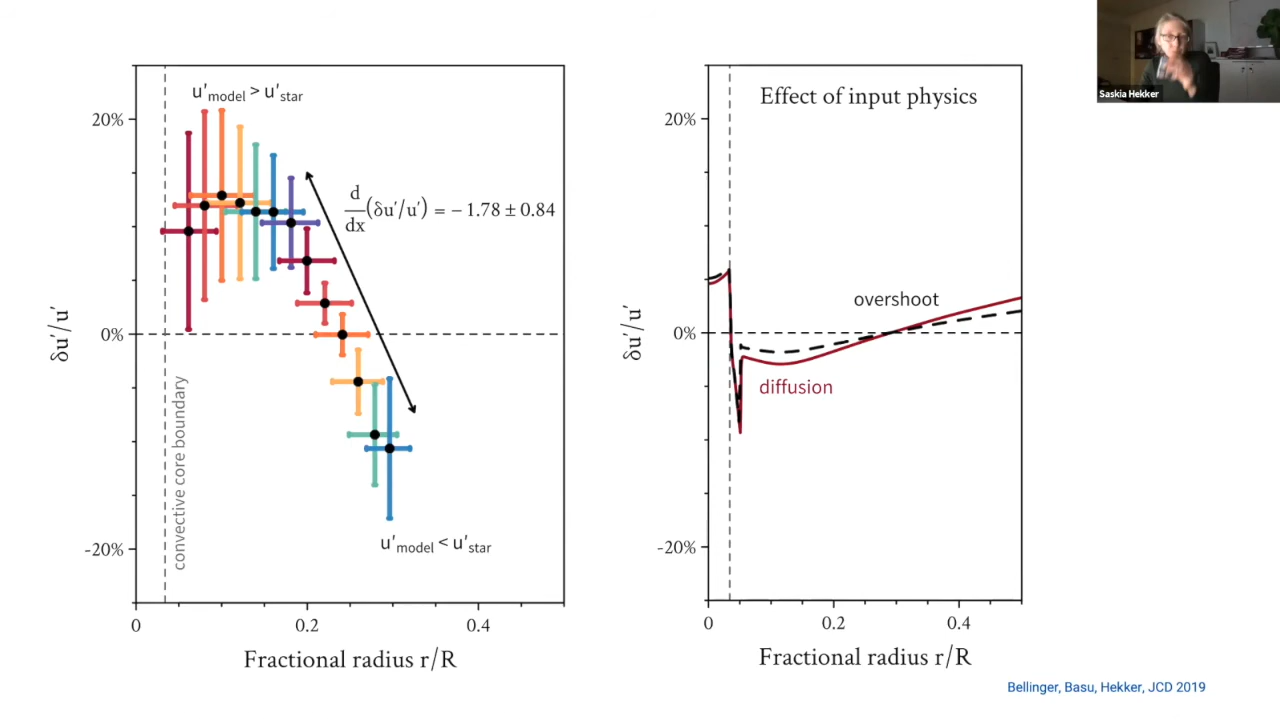 Saskia Hekker
u′model > u′star
20%
d/dx (δu′/u′) = − 1.78 ± 0.84
δu′/u′
0%
convective core boundary
u′model < u′star
-20%
0 0.2 0.4
Fractional radius r/R
Effect of input physics
20%
overshoot
δu′/u′
0%
diffusion
-20%
0 0.2 0.4
Fractional radius r/R
Bellinger, Basu, Hekker, JCD 2019